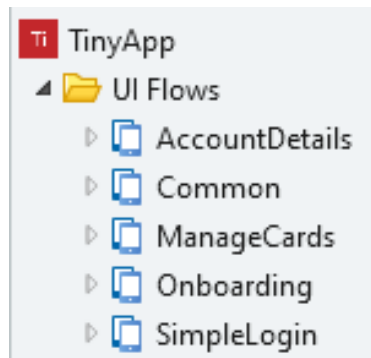 Ti TinyApp
UI Flows
AccountDetails
Common
ManageCards
Onboarding
SimpleLogin